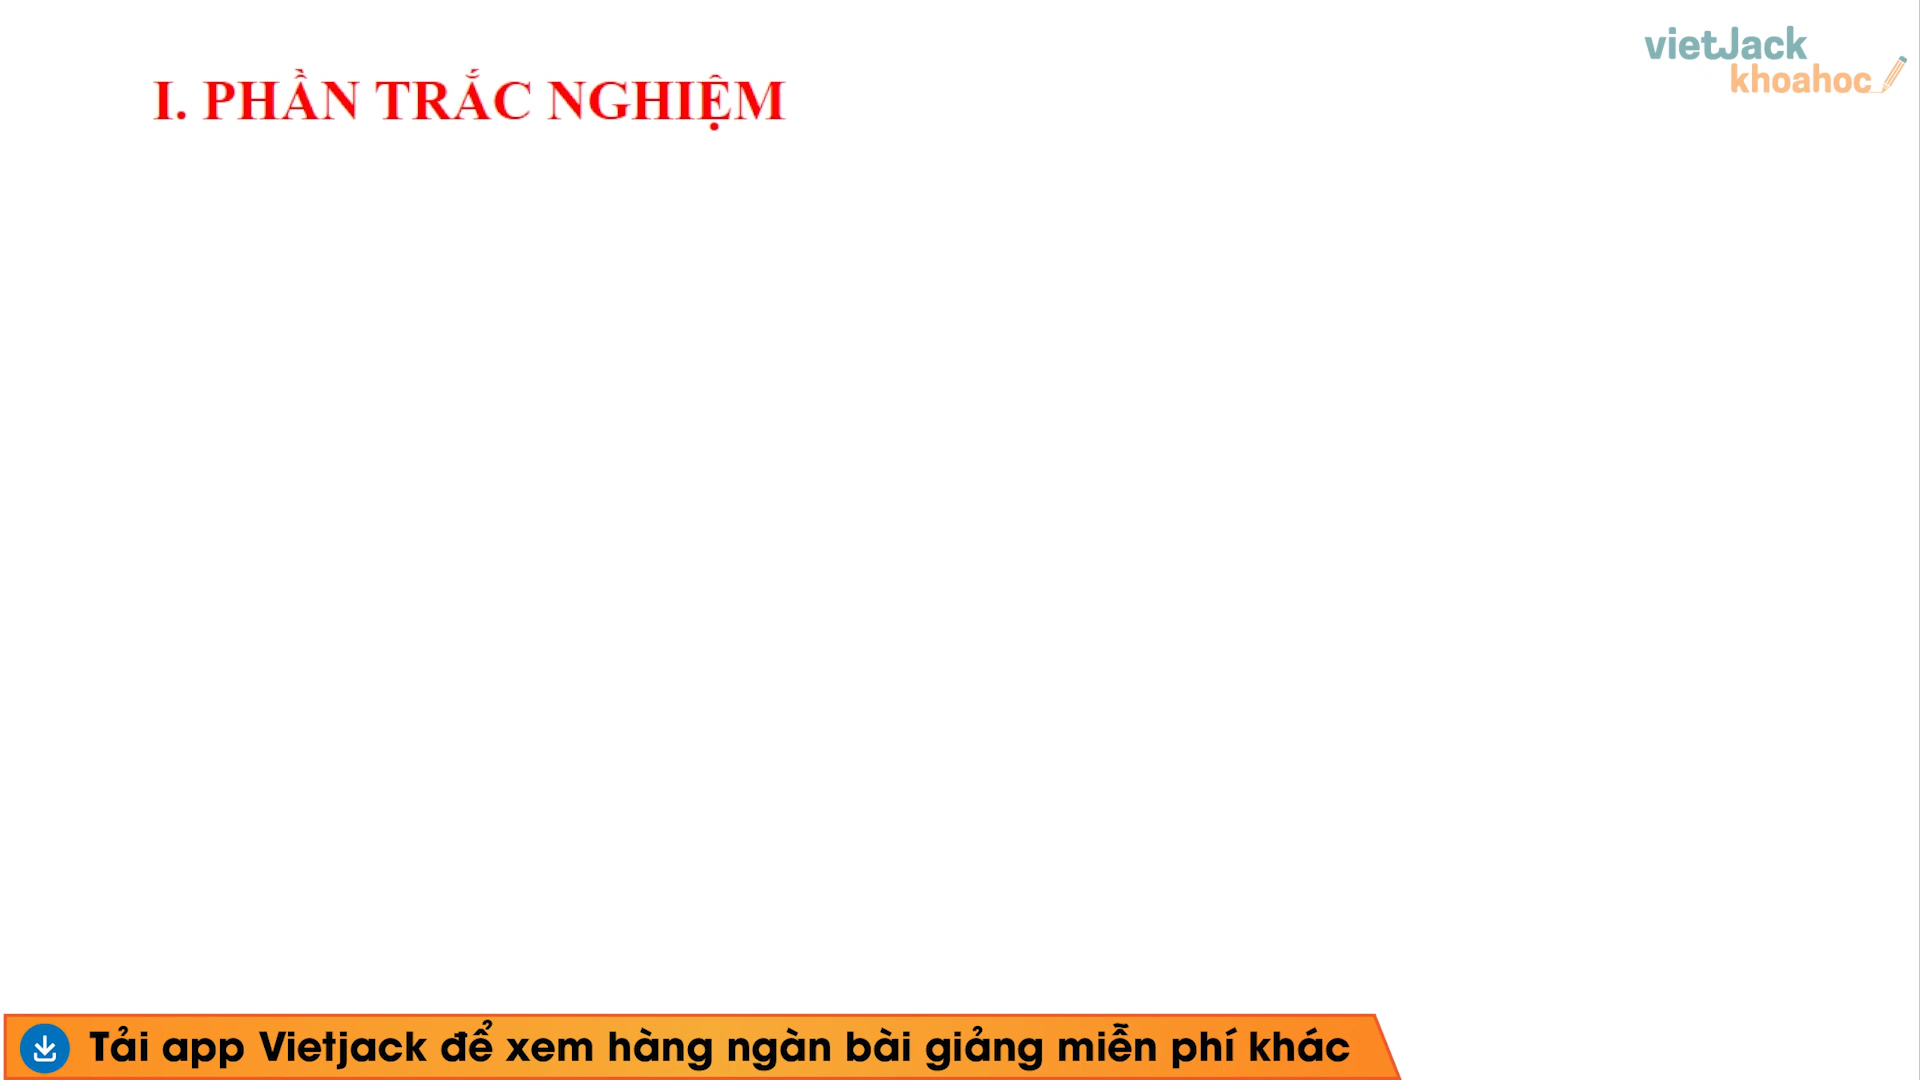 vietJack
khoahoc
I. PHẦN TRẮC NGHIỆM
Tải app Vietjack để xem hàng ngàn bài giảng miễn phí khác